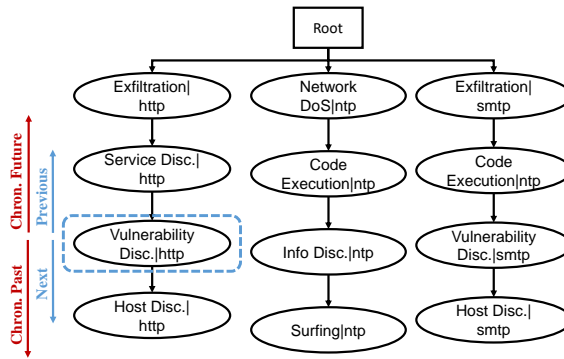 Root
Exfiltration|
http
Network
DoS|ntp
Exfiltration|
smtp
Service Disc.|
http
Code
Execution|ntp
Code
Execution|ntp
Vulnerability
Disc.|http
Info Disc.|ntp
Vulnerability
Disc.|smtp
Host Disc.|
http
Surfing|ntp
Host Disc.|
smtp
Chron. Future
Previous
Chron. Past
Next